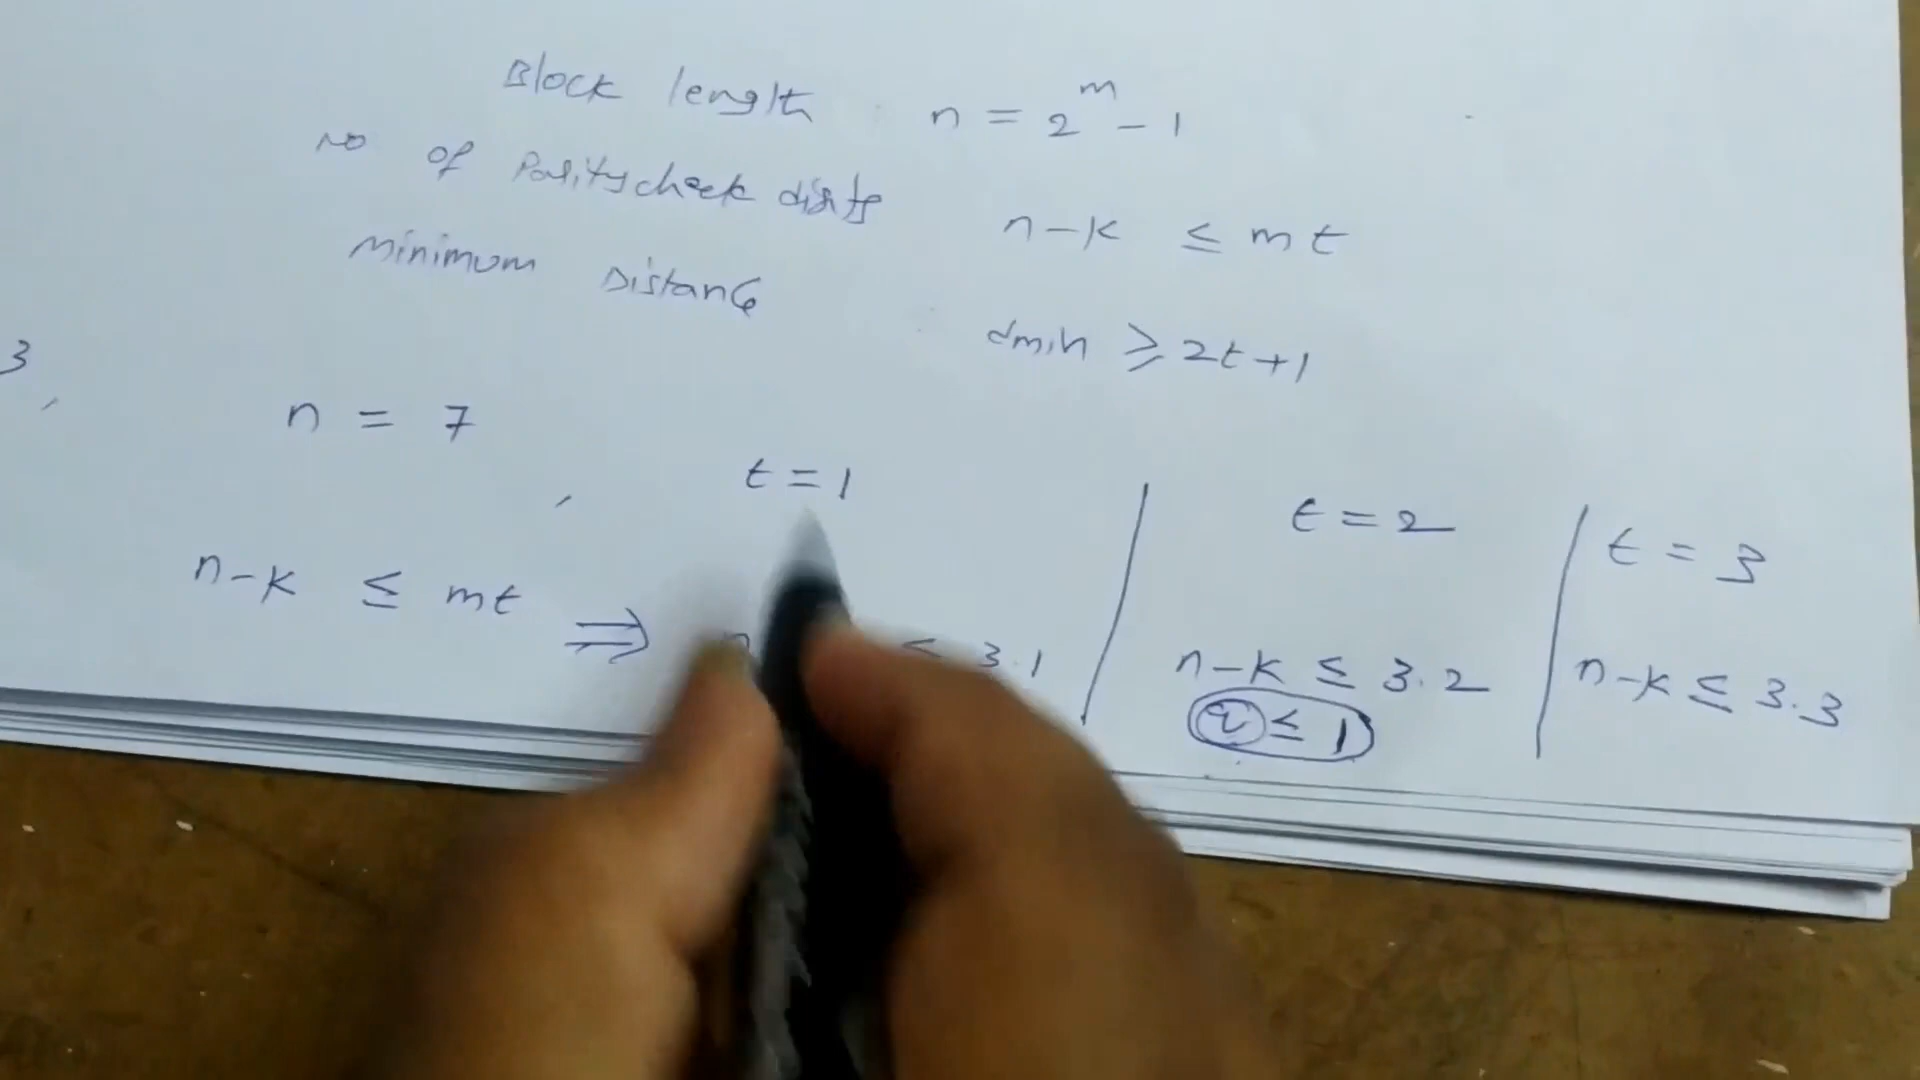 Block length n = 2^m - 1
No of Paritycheck digits n-k ≤ mt
Minimum Distance dmin ≥ 2t+1
3,
n = 7,
t = 1
t = 2
t = 3
n-k ≤ mt ⇒ n ≤ 3.1
n-k ≤ 3.2
n-k ≤ 3.3
≤ 1